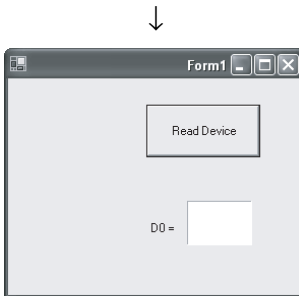 ↓
Form1
Read Device
D0 =